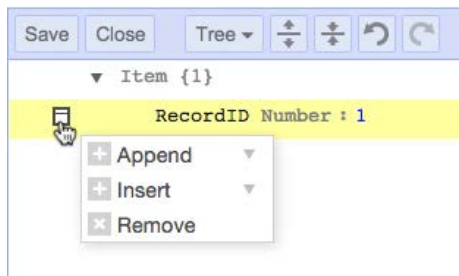 Save Close Tree
Item {1}
RecordID Number : 1
Append
Insert
Remove